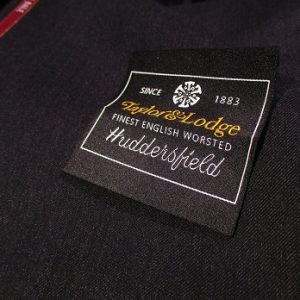 SINCE 1883
Taylor & Lodge
FINEST ENGLISH WORSTED
Huddersfield